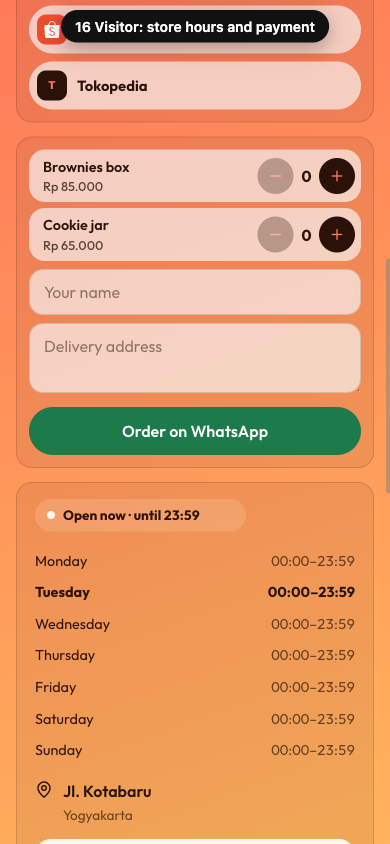 16 Visitor: store hours and payment
T Tokopedia
Brownies box
Rp 85.000
− 0 +
Cookie jar
Rp 65.000
− 0 +
Your name
Delivery address
Order on WhatsApp
Open now · until 23:59
Monday 00:00–23:59
Tuesday 00:00–23:59
Wednesday 00:00–23:59
Thursday 00:00–23:59
Friday 00:00–23:59
Saturday 00:00–23:59
Sunday 00:00–23:59
Jl. Kotabaru
Yogyakarta